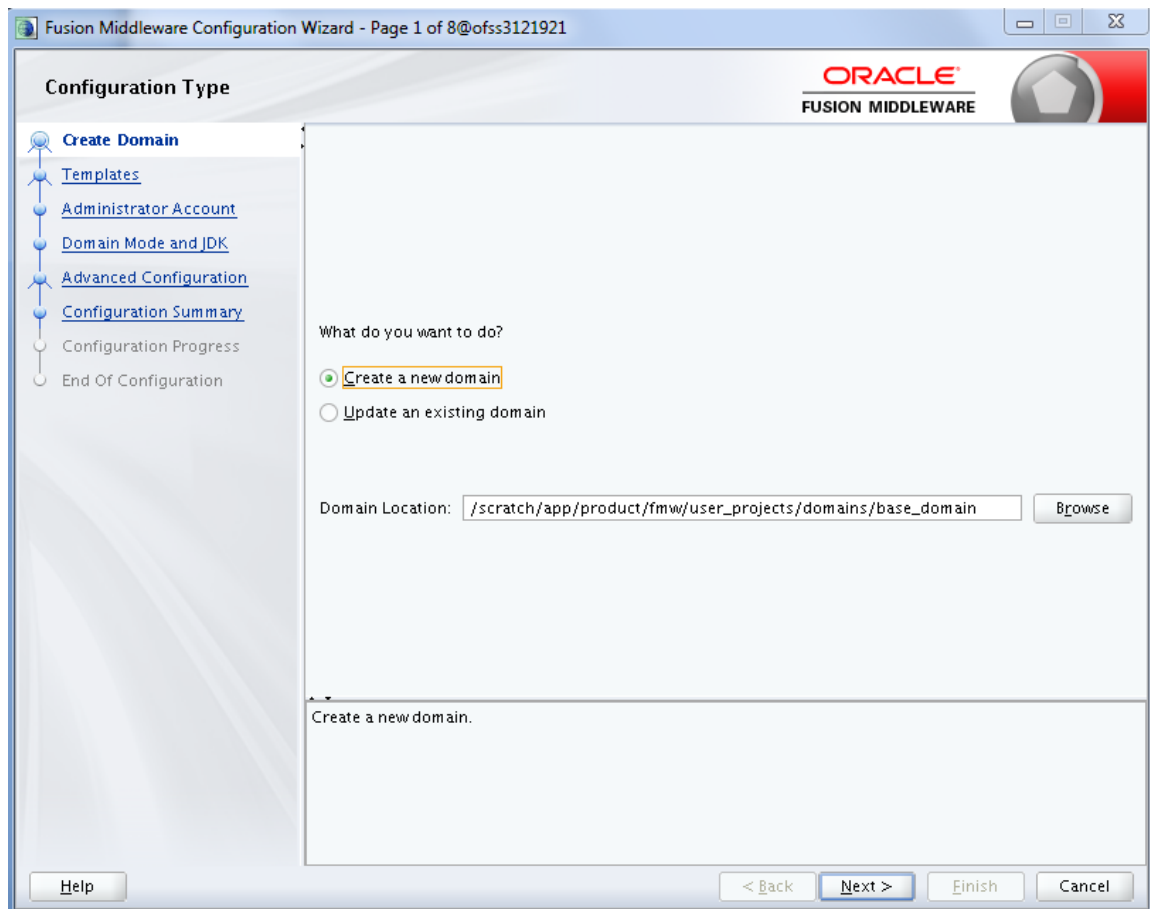 Fusion Middleware Configuration Wizard - Page 1 of 8@ofss3121921
Configuration Type
ORACLE
FUSION MIDDLEWARE
Create Domain
Templates
Administrator Account
Domain Mode and JDK
Advanced Configuration
Configuration Summary
Configuration Progress
End Of Configuration
What do you want to do?
Create a new domain
Update an existing domain
Domain Location: /scratch/app/product/fmw/user_projects/domains/base_domain Browse
Create a new domain.
Help < Back Next > Finish Cancel